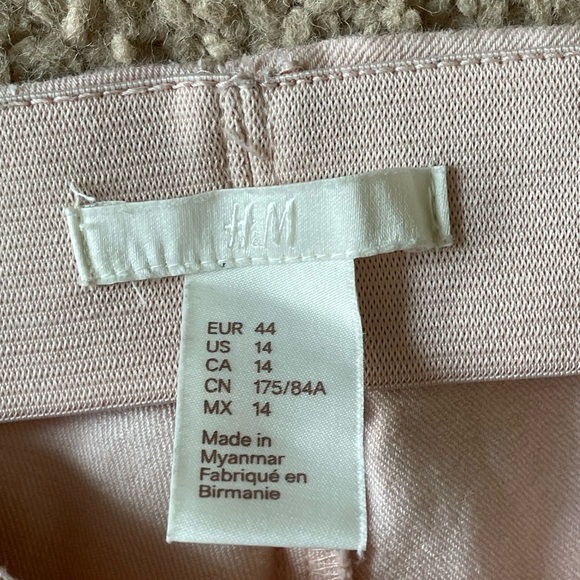 H&M
EUR 44
US 14
CA 14
CN 175/84A
MX 14
Made in
Myanmar
Fabriqué en
Birmanie